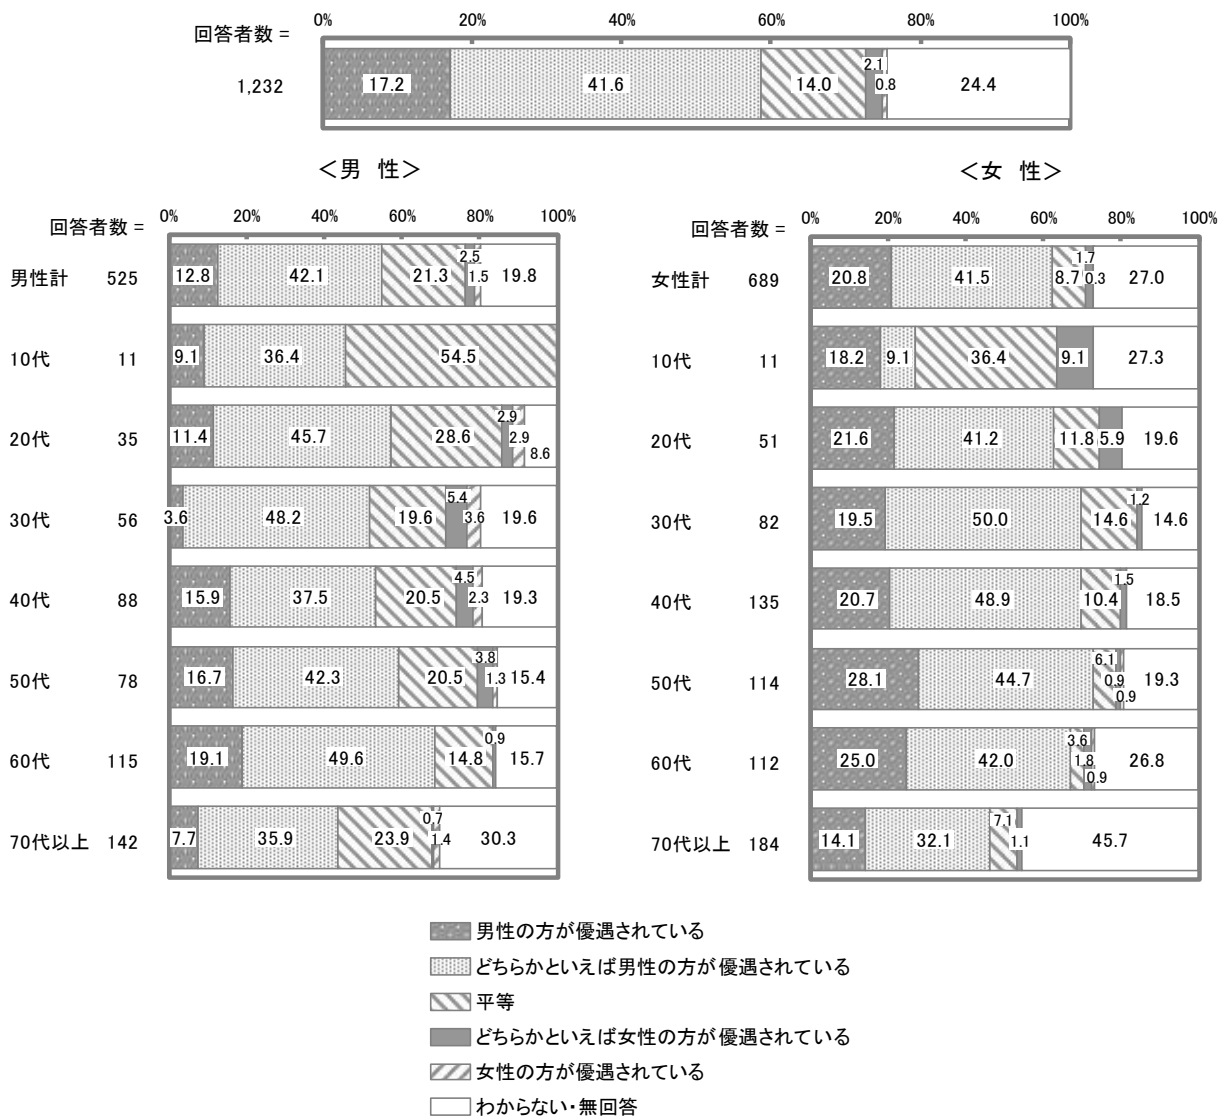 0% 20% 40% 60% 80% 100%
回答者数 =
1,232 17.2 41.6 14.0 2.1 0.8 24.4
＜男 性＞
0% 20% 40% 60% 80% 100%
回答者数 =
男性計 525 12.8 42.1 21.3 2.5 1.5 19.8
10代 11 9.1 36.4 54.5
20代 35 11.4 45.7 28.6 2.9 2.9 8.6
30代 56 3.6 48.2 19.6 5.4 3.6 19.6
40代 88 15.9 37.5 20.5 4.5 2.3 19.3
50代 78 16.7 42.3 20.5 3.8 1.3 15.4
60代 115 19.1 49.6 14.8 0.9 15.7
70代以上 142 7.7 35.9 23.9 0.7 1.4 30.3
＜女 性＞
0% 20% 40% 60% 80% 100%
回答者数 =
女性計 689 20.8 41.5 8.7 1.7 0.3 27.0
10代 11 18.2 9.1 36.4 9.1 27.3
20代 51 21.6 41.2 11.8 5.9 19.6
30代 82 19.5 50.0 14.6 1.2 14.6
40代 135 20.7 48.9 10.4 1.5 18.5
50代 114 28.1 44.7 6.1 0.9 0.9 19.3
60代 112 25.0 42.0 3.6 1.8 0.9 26.8
70代以上 184 14.1 32.1 7.1 1.1 45.7
男性の方が優遇されている
どちらかといえば男性の方が優遇されている
平等
どちらかといえば女性の方が優遇されている
女性の方が優遇されている
わからない・無回答